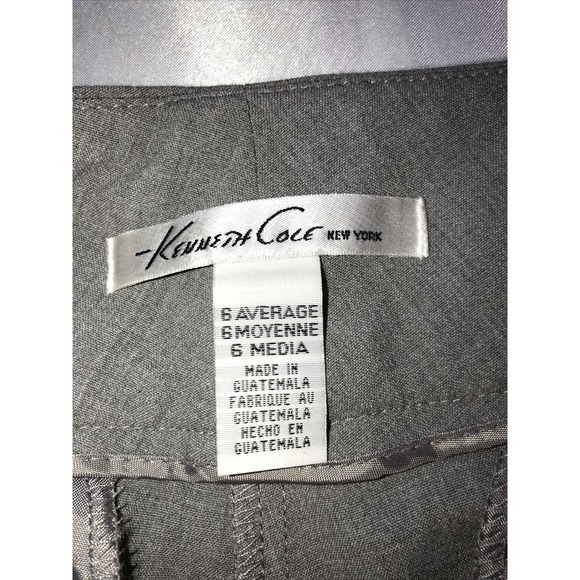 -Kenneth Cole NEW YORK
6 AVERAGE
6 MOYENNE
6 MEDIA
MADE IN
GUATEMALA
FABRIQUE AU
GUATEMALA
HECHO EN
GUATEMALA